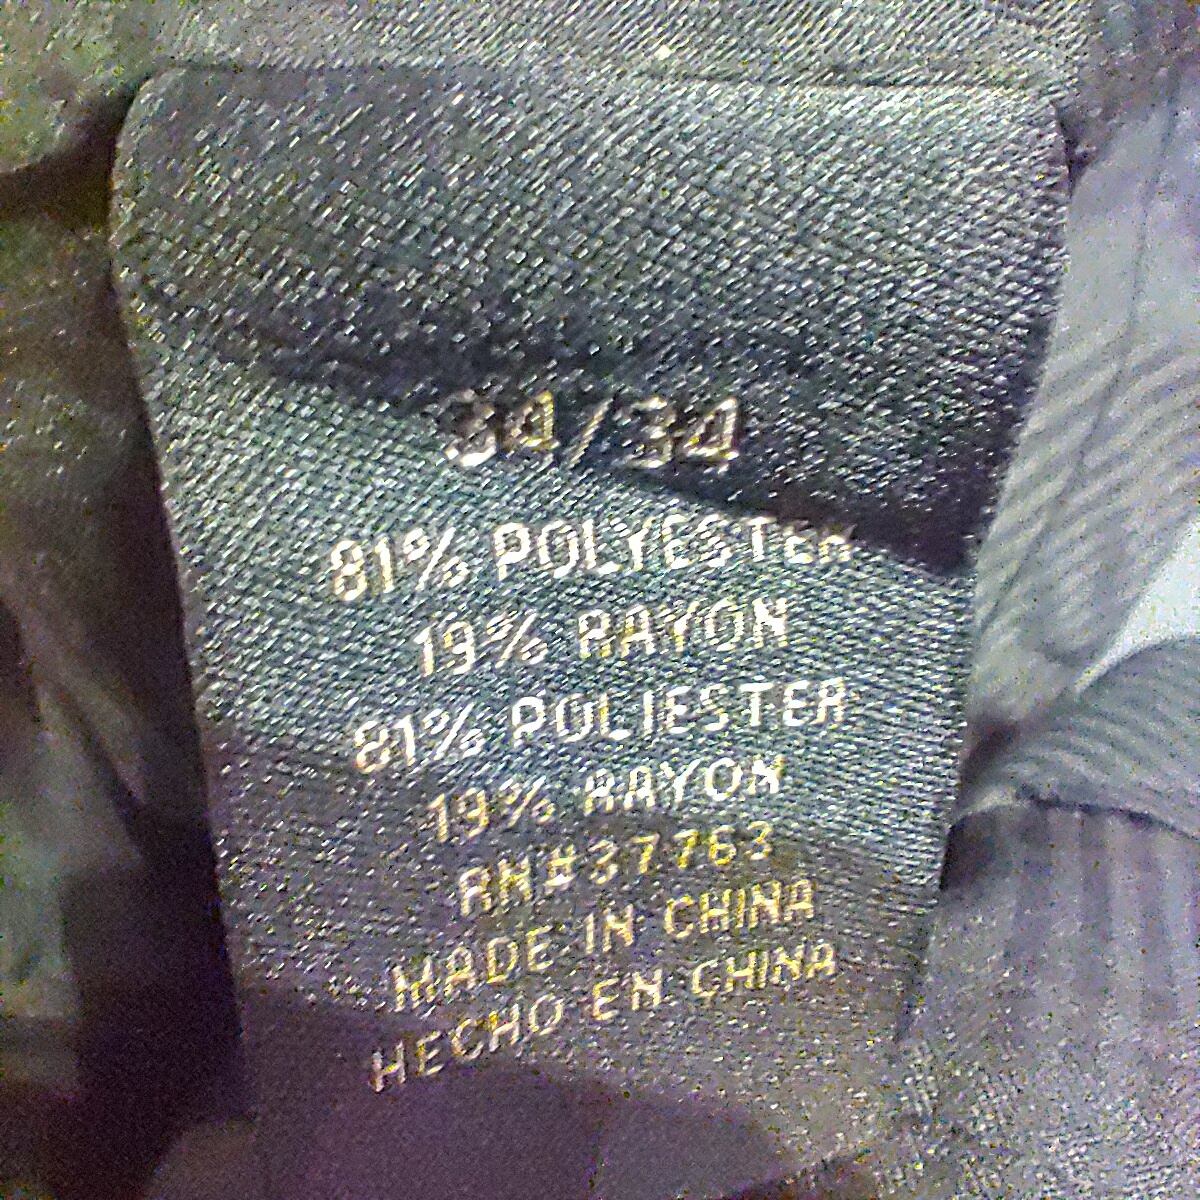 34/34
81% POLYESTER
19% RAYON
81% POLIESTER
19% RAYON
RN#37763
MADE IN CHINA
HECHO EN CHINA